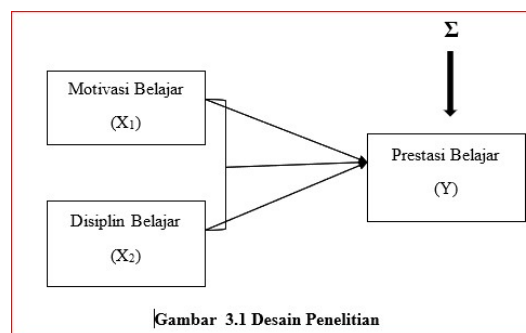 Σ
Motivasi Belajar
(X₁)
Prestasi Belajar
(Y)
Disiplin Belajar
(X₂)
Gambar 3.1 Desain Penelitian